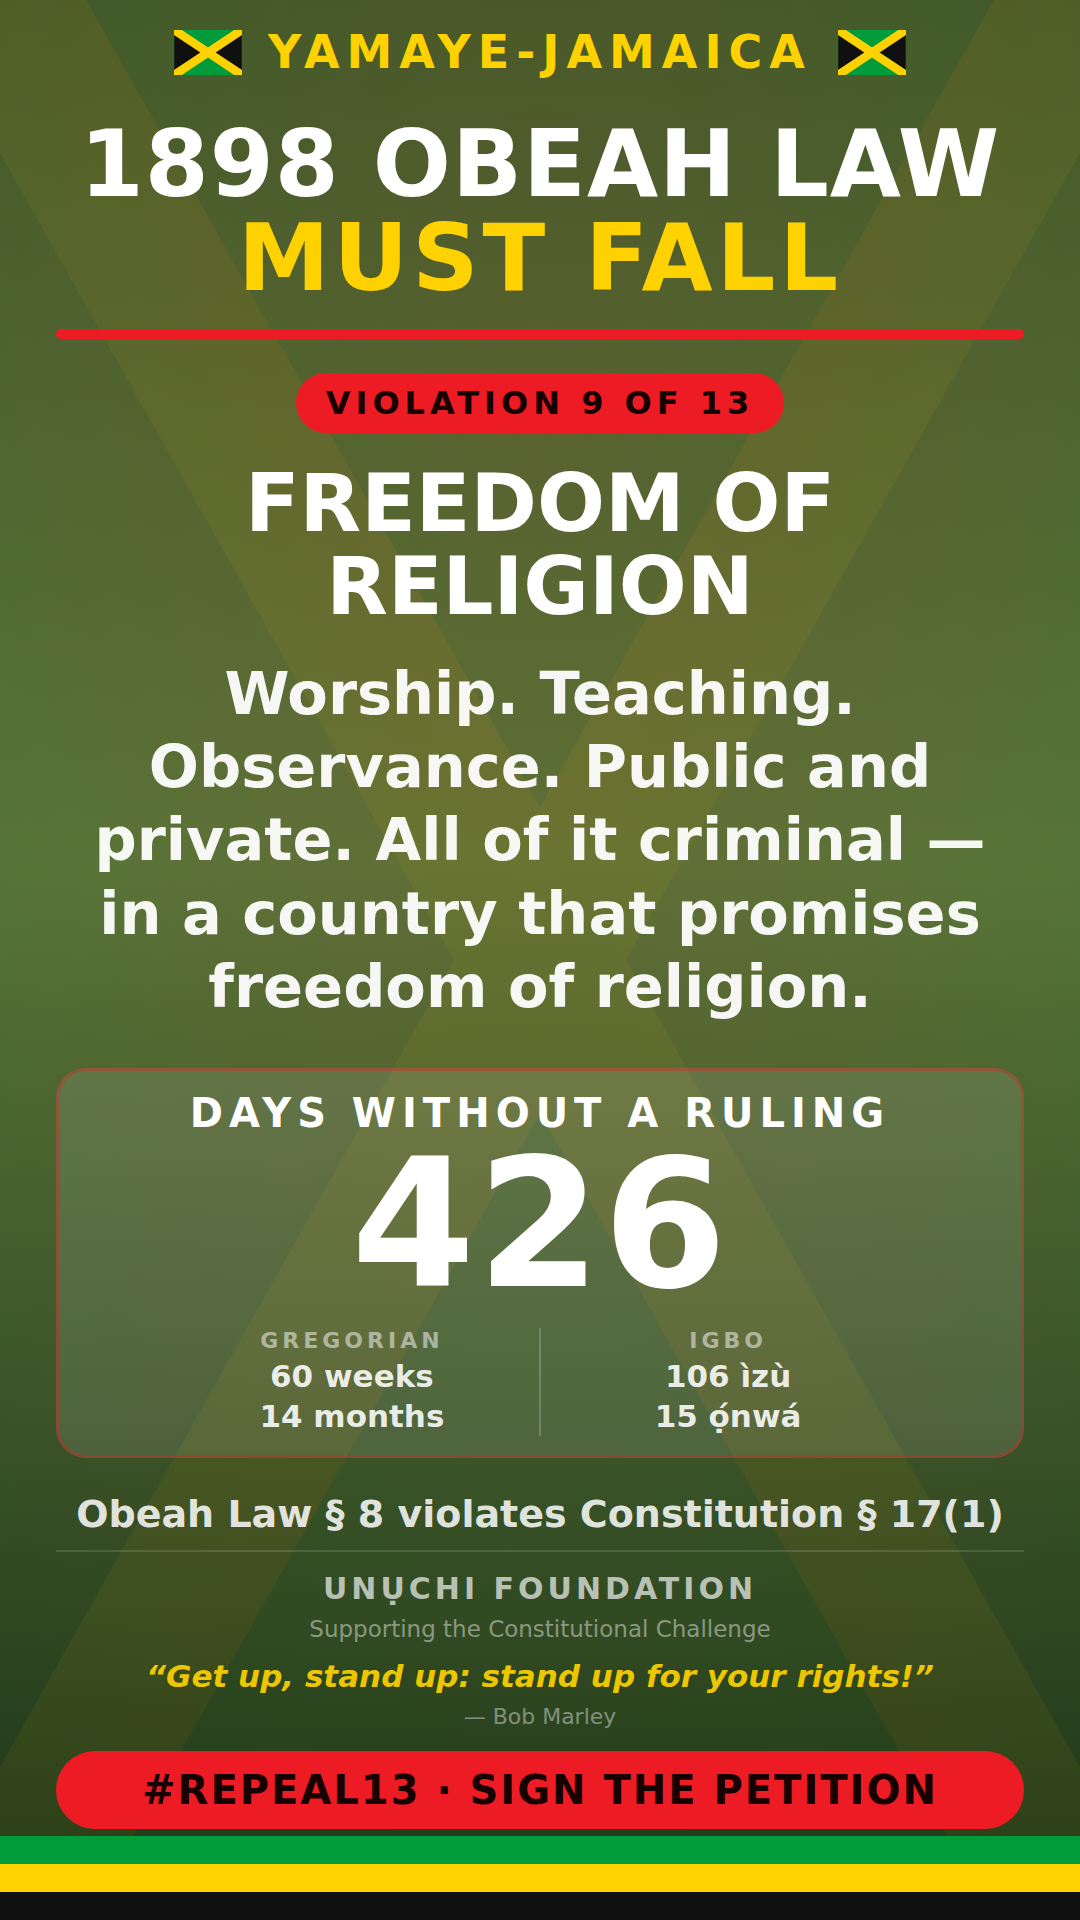 YAMAYE-JAMAICA
1898 OBEAH LAW
MUST FALL
VIOLATION 9 OF 13
FREEDOM OF
RELIGION
Worship. Teaching.
Observance. Public and
private. All of it criminal —
in a country that promises
freedom of religion.
DAYS WITHOUT A RULING
426
GREGORIAN
60 weeks
14 months
IGBO
106 ìzù
15 ọ́nwá
Obeah Law § 8 violates Constitution § 17(1)
UNỤCHI FOUNDATION
Supporting the Constitutional Challenge
“Get up, stand up: stand up for your rights!”
— Bob Marley
#REPEAL13 · SIGN THE PETITION